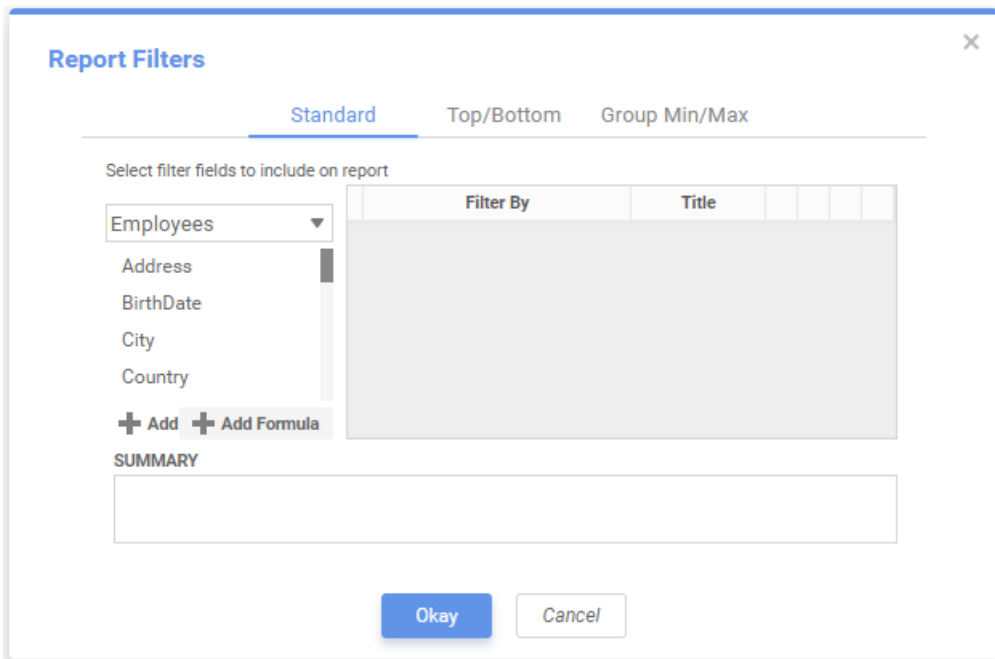 Report Filters
Standard Top/Bottom Group Min/Max
Select filter fields to include on report
Employees
Address
BirthDate
City
Country
Add Add Formula
Filter By Title
SUMMARY
Okay Cancel